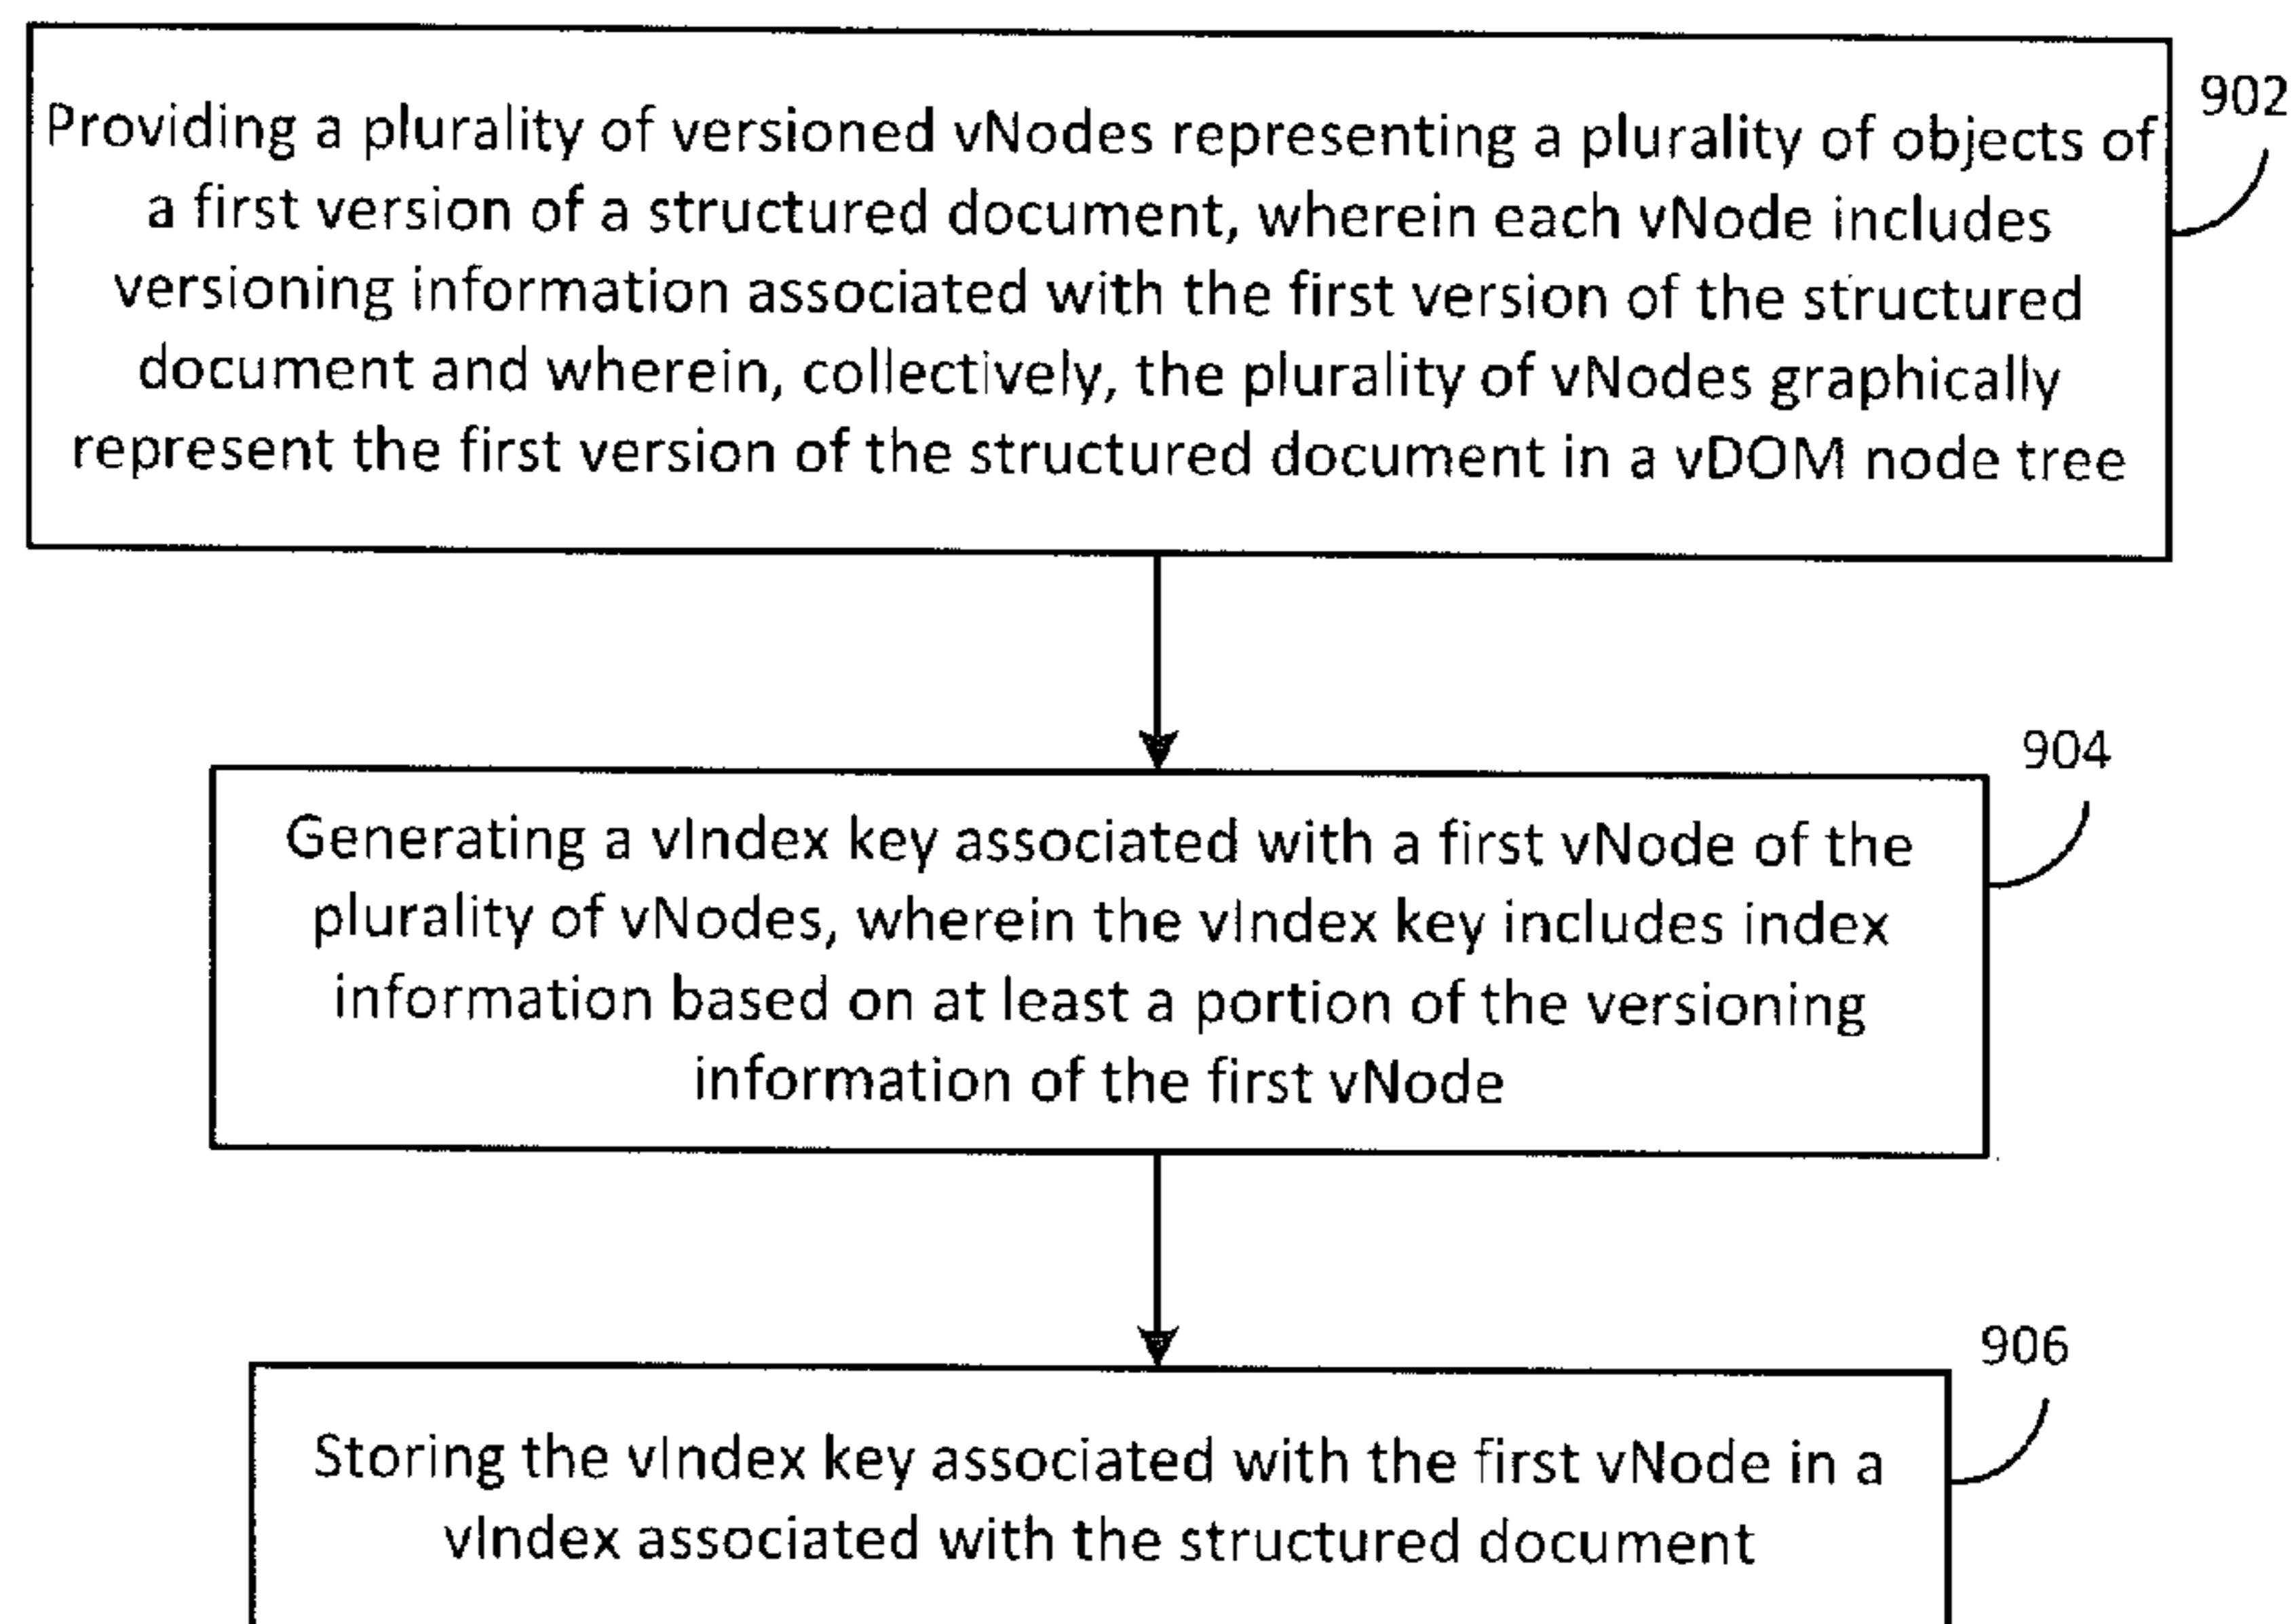 Providing a plurality of versioned vNodes representing a plurality of objects of
a first version of a structured document, wherein each vNode includes
versioning information associated with the first version of the structured
document and wherein, collectively, the plurality of vNodes graphically
represent the first version of the structured document in a vDOM node tree
902
Generating a vIndex key associated with a first vNode of the
plurality of vNodes, wherein the vIndex key includes index
information based on at least a portion of the versioning
information of the first vNode
904
Storing the vIndex key associated with the first vNode in a
vIndex associated with the structured document
906